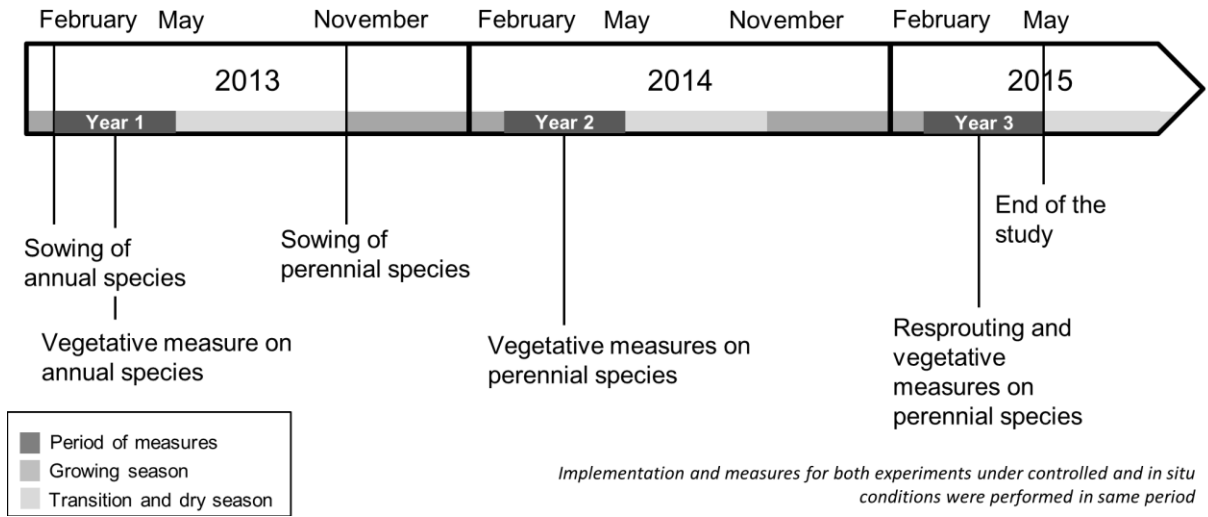 February May November February May November February May
2013 2014 2015
Year 1 Year 2 Year 3
Sowing of
annual species
Sowing of
perennial species
End of the
study
Vegetative measure on
annual species
Vegetative measures on
perennial species
Resprouting and
vegetative
measures on
perennial species
Period of measures
Growing season
Transition and dry season
Implementation and measures for both experiments under controlled and in situ
conditions were performed in same period